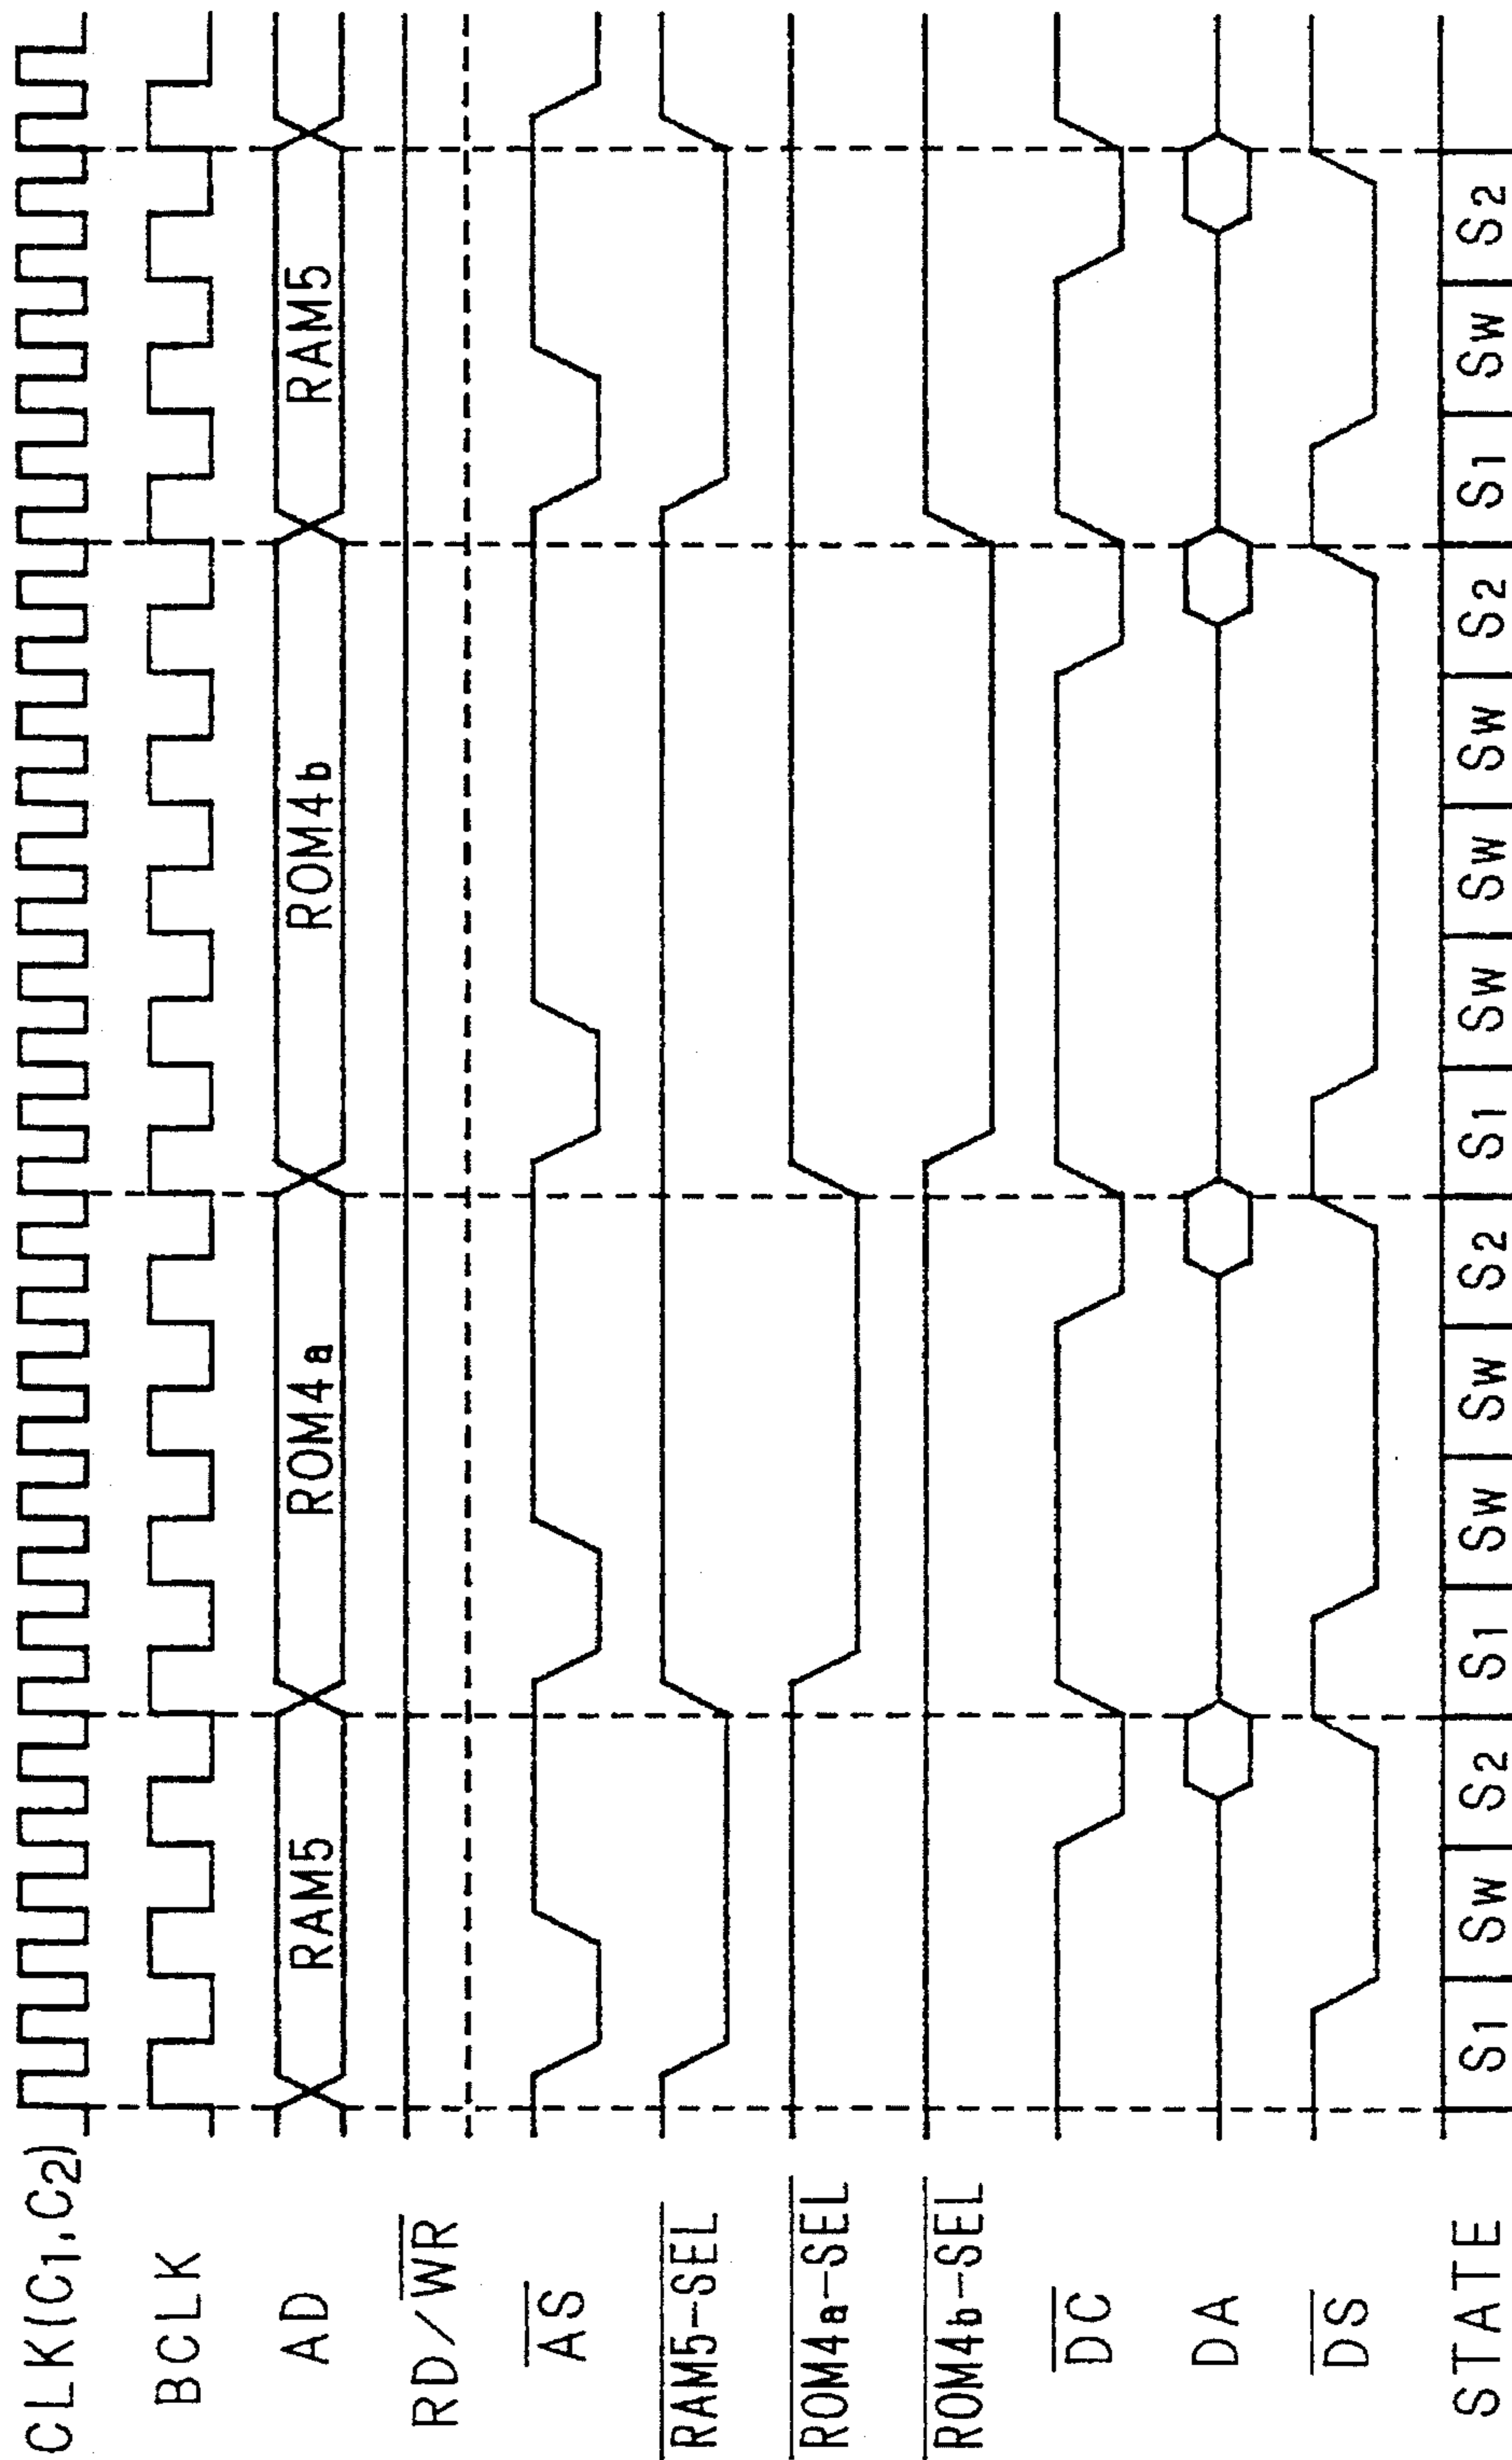 CLK(C1,C2)
BCLK
AD RAM5 ROM4a ROM4b RAM5
RD/WR
AS
RAM5-SEL
ROM4a-SEL
ROM4b-SEL
DC
DA
DS
STATE S1 SW S2 S1 SW SW S2 S1 SW SW SW S2 S1 SW S2